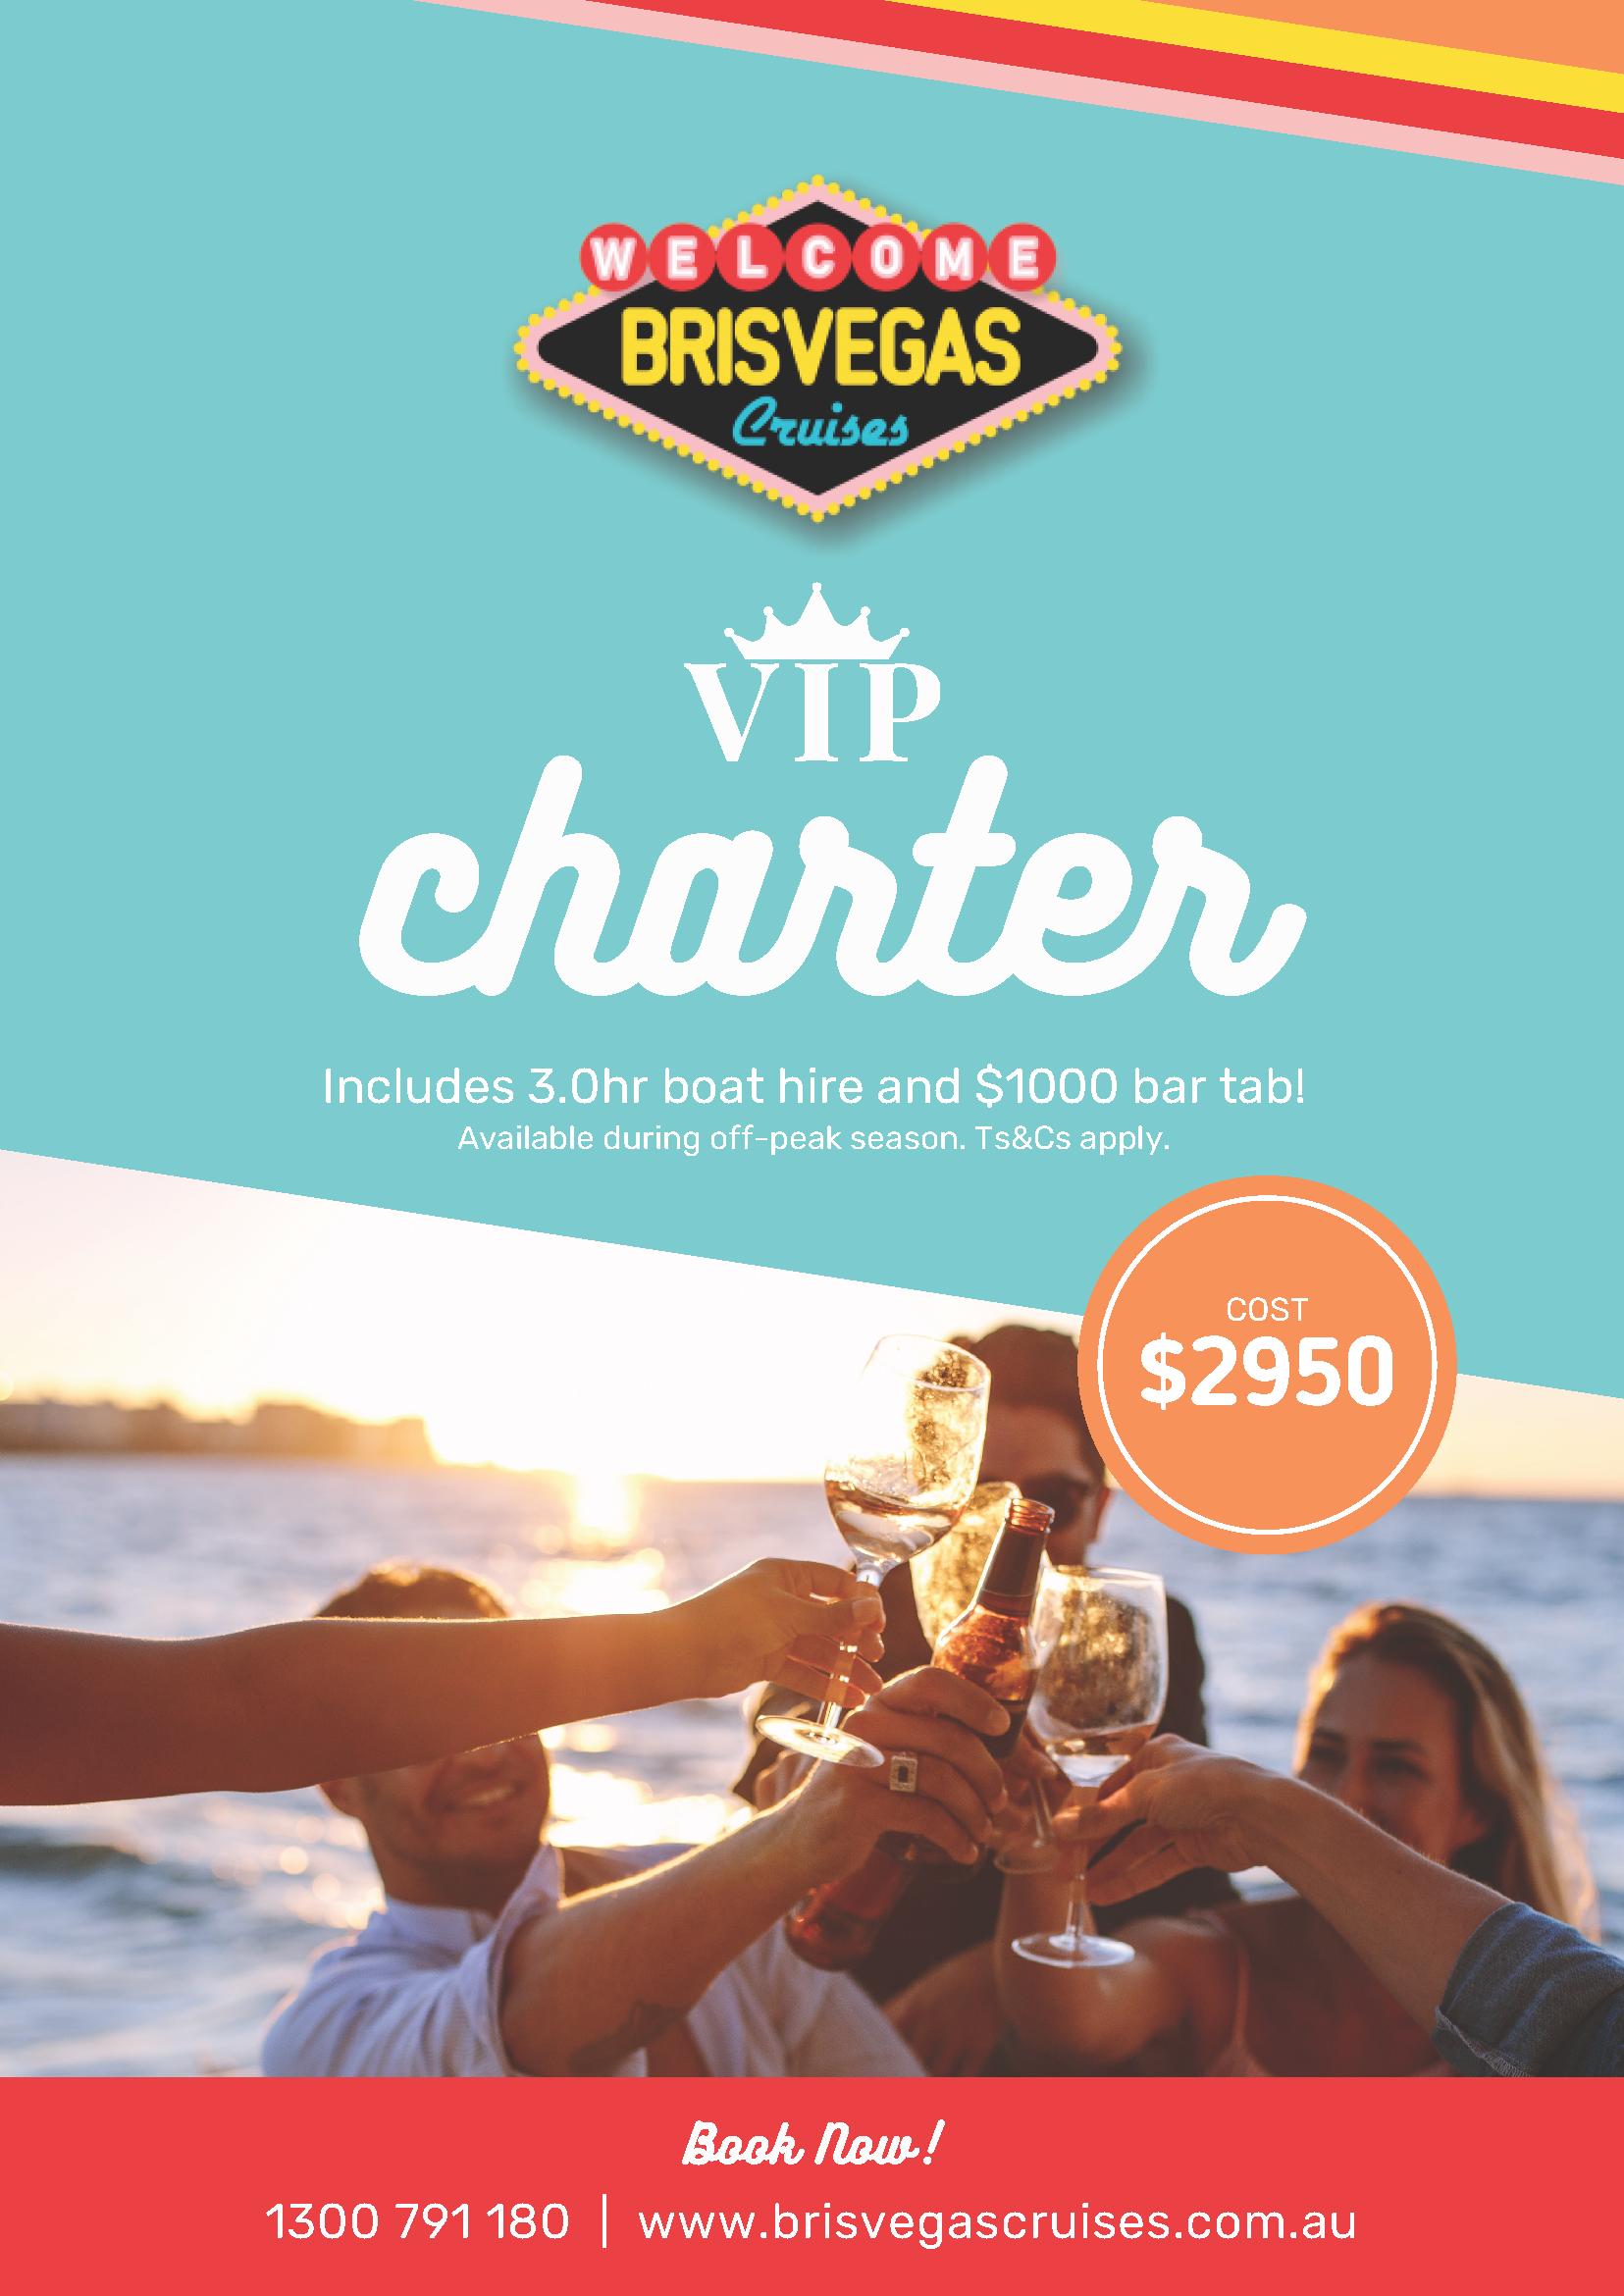 WELCOME
BRISVEGAS
Cruises
VIP
charter
Includes 3.0hr boat hire and $1000 bar tab!
Available during off-peak season. Ts&Cs apply.
COST
$2950
Book Now!
1300 791 180 | www.brisvegascruises.com.au